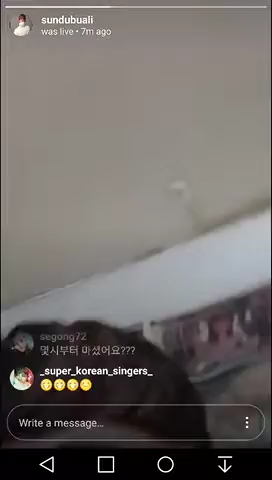 sundubuali
was live • 7m ago
segong72
몇시부터 마셨어요???
_super_korean_singers_
Write a message...